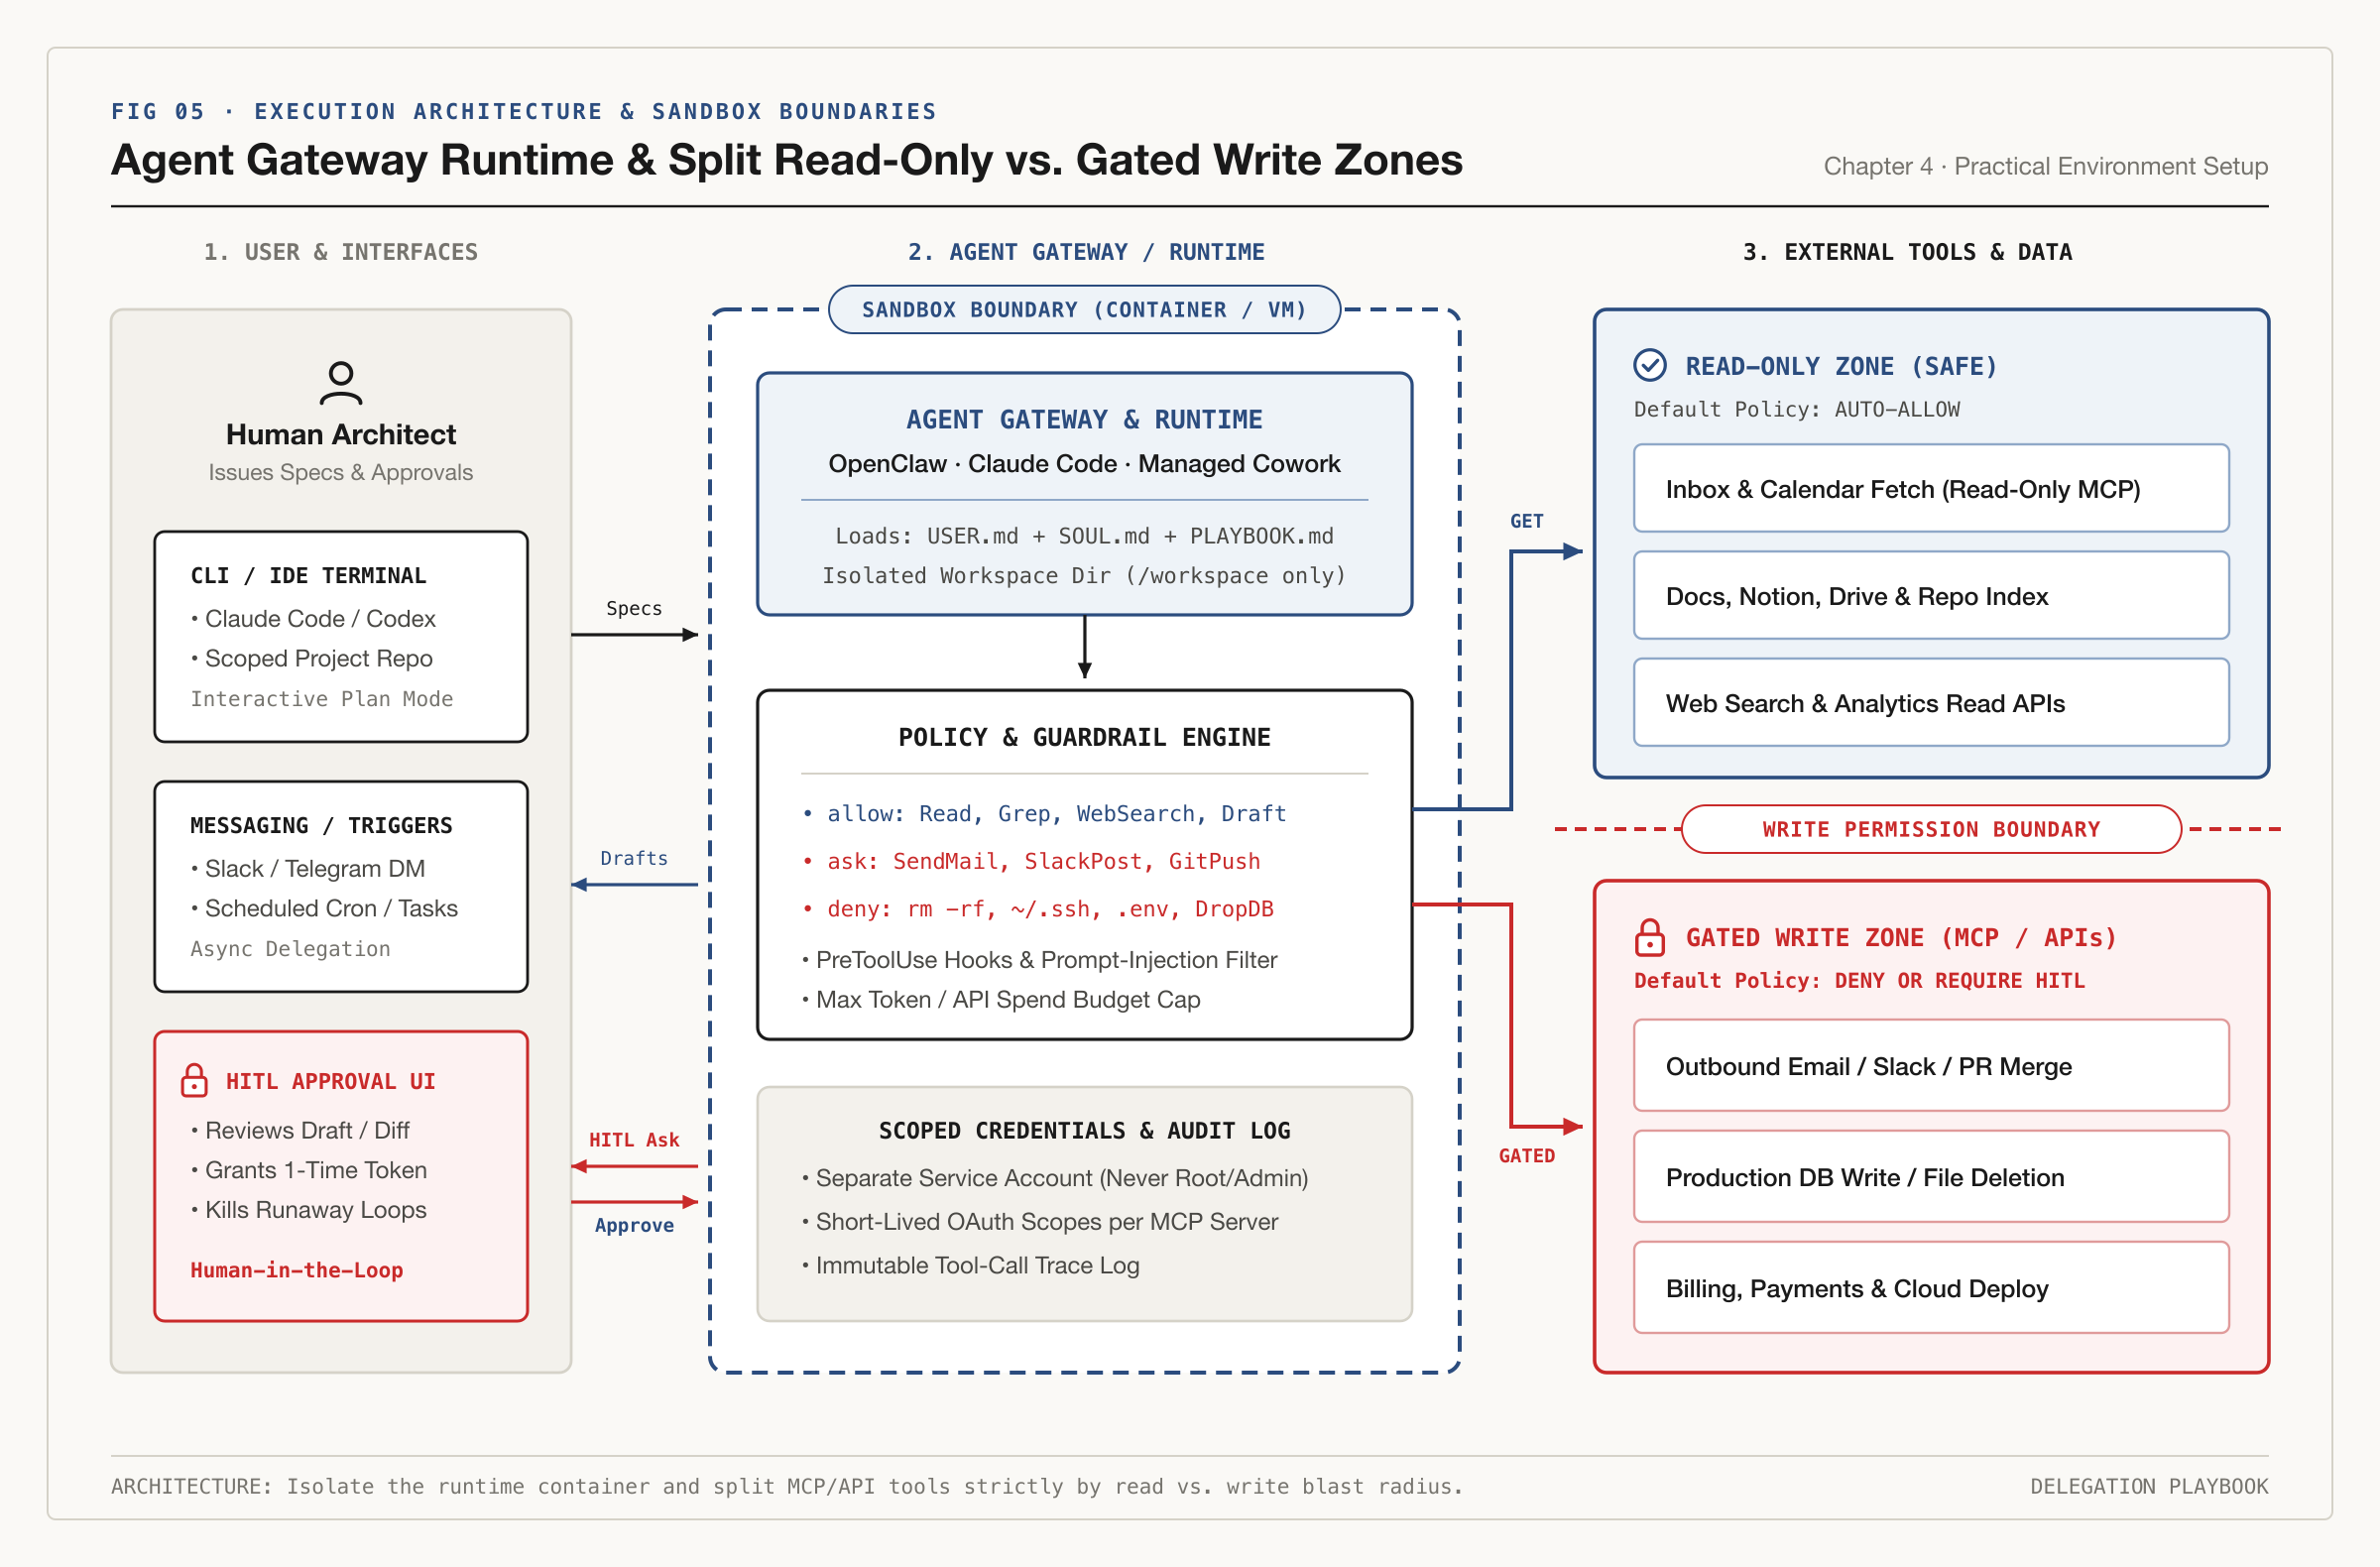 FIG 05 · EXECUTION ARCHITECTURE & SANDBOX BOUNDARIES
Agent Gateway Runtime & Split Read-Only vs. Gated Write Zones
Chapter 4 · Practical Environment Setup
1. USER & INTERFACES
Human Architect
Issues Specs & Approvals
CLI / IDE TERMINAL
• Claude Code / Codex
• Scoped Project Repo
Interactive Plan Mode
MESSAGING / TRIGGERS
• Slack / Telegram DM
• Scheduled Cron / Tasks
Async Delegation
HITL APPROVAL UI
• Reviews Draft / Diff
• Grants 1-Time Token
• Kills Runaway Loops
Human-in-the-Loop
Specs
Drafts
HITL Ask
Approve
2. AGENT GATEWAY / RUNTIME
SANDBOX BOUNDARY (CONTAINER / VM)
AGENT GATEWAY & RUNTIME
OpenClaw · Claude Code · Managed Cowork
Loads: USER.md + SOUL.md + PLAYBOOK.md
Isolated Workspace Dir (/workspace only)
POLICY & GUARDRAIL ENGINE
• allow: Read, Grep, WebSearch, Draft
• ask: SendMail, SlackPost, GitPush
• deny: rm -rf, ~/.ssh, .env, DropDB
• PreToolUse Hooks & Prompt-Injection Filter
• Max Token / API Spend Budget Cap
SCOPED CREDENTIALS & AUDIT LOG
• Separate Service Account (Never Root/Admin)
• Short-Lived OAuth Scopes per MCP Server
• Immutable Tool-Call Trace Log
GET
GATED
3. EXTERNAL TOOLS & DATA
READ-ONLY ZONE (SAFE)
Default Policy: AUTO-ALLOW
Inbox & Calendar Fetch (Read-Only MCP)
Docs, Notion, Drive & Repo Index
Web Search & Analytics Read APIs
WRITE PERMISSION BOUNDARY
GATED WRITE ZONE (MCP / APIs)
Default Policy: DENY OR REQUIRE HITL
Outbound Email / Slack / PR Merge
Production DB Write / File Deletion
Billing, Payments & Cloud Deploy
ARCHITECTURE: Isolate the runtime container and split MCP/API tools strictly by read vs. write blast radius.
DELEGATION PLAYBOOK